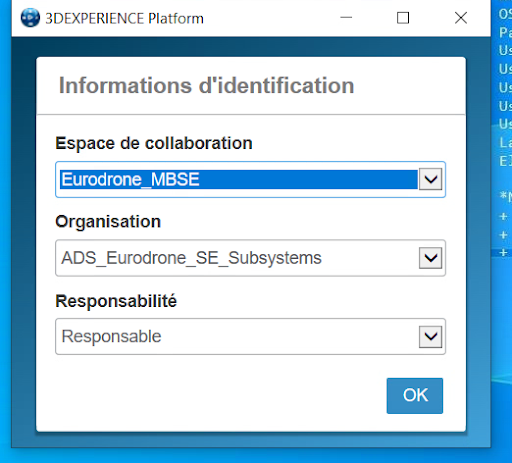 3DEXPERIENCE Platform
Informations d'identification
Espace de collaboration
Eurodrone_MBSE
Organisation
ADS_Eurodrone_SE_Subsystems
Responsabilité
Responsable
OK
OS
Pa
Us
Us
Us
Us
Us
La
El
+
+
+